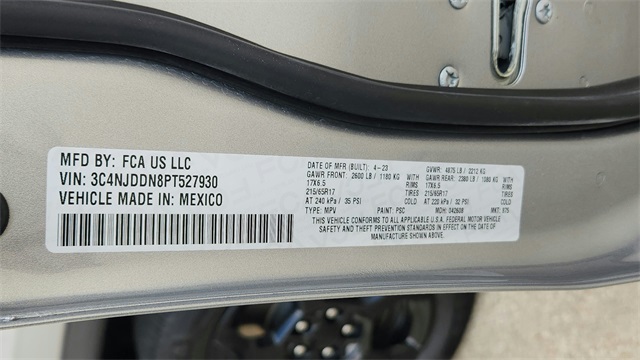 MFD BY: FCA US LLC
VIN: 3C4NJDDN8PT527930
VEHICLE MADE IN: MEXICO
DATE OF MFR (BUILT): 4-23
GVWR: 4875 LB / 2212 KG
GAWR FRONT: 2600 LB / 1180 KG RIMS
GAWR REAR: 2380 LB / 1080 KG RIMS
17X6.5
17X6.5
215/65R17 TIRES
215/65R17 TIRES
AT 240 kPa / 35 PSI COLD
AT 220 kPa / 32 PSI COLD
TYPE: MPV PAINT: PSC MDH: 042608 MKT: 575
THIS VEHICLE CONFORMS TO ALL APPLICABLE U.S.A. FEDERAL MOTOR VEHICLE
SAFETY AND THEFT PREVENTION STANDARDS IN EFFECT ON THE DATE OF
MANUFACTURE SHOWN ABOVE.